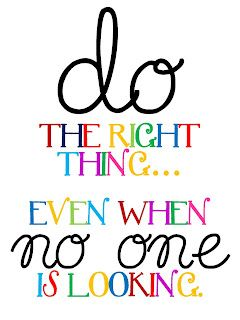 do
THE RIGHT
THING...
EVEN WHEN
no one
IS LOOKING.